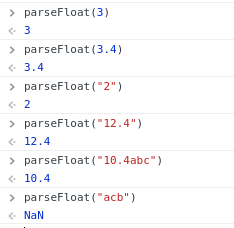 parseFloat(3)
3
parseFloat(3.4)
3.4
parseFloat("2")
2
parseFloat("12.4")
12.4
parseFloat("10.4abc")
10.4
parseFloat("acb")
NaN